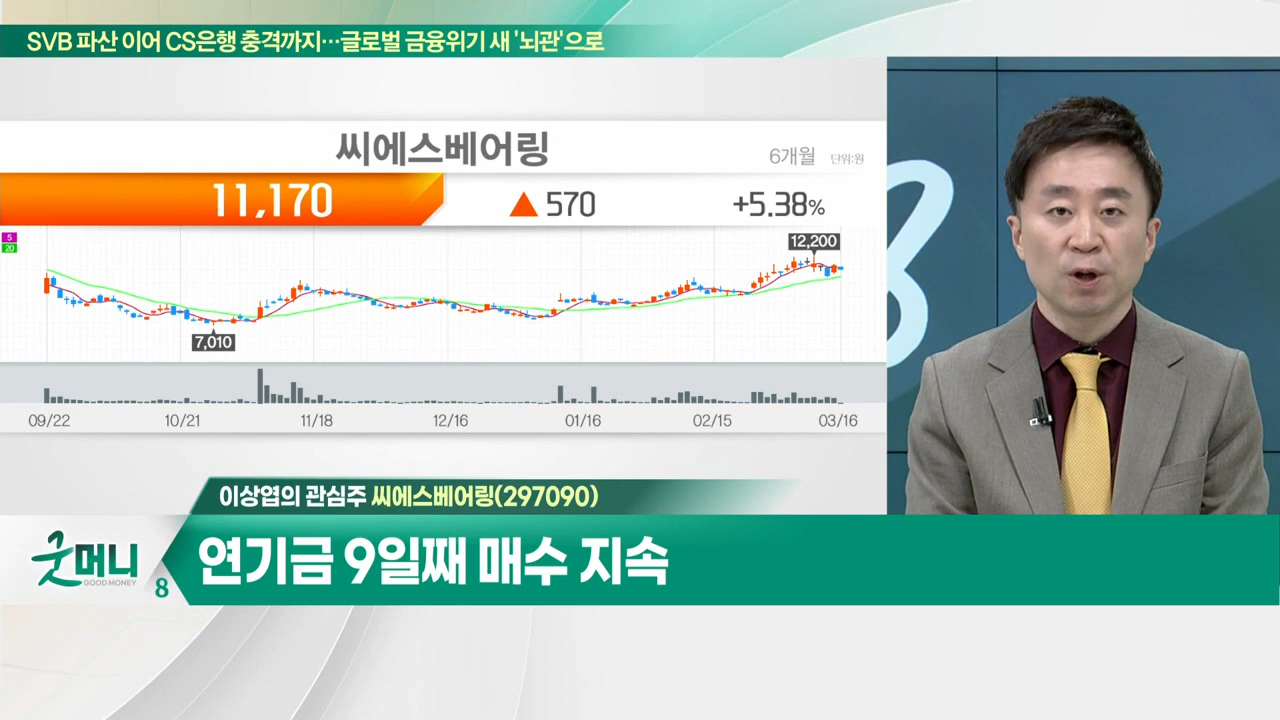 SVB 파산 이어 CS은행 충격까지…글로벌 금융위기 새 '뇌관'으로
씨에스베어링
6개월 단위:원
11,170 ▲ 570 +5.38%
5
20
12,200
7,010
09/22 10/21 11/18 12/16 01/16 02/15 03/16
8
이상엽의 관심주 씨에스베어링(297090)
연기금 9일째 매수 지속
굿머니
GOOD MONEY
8